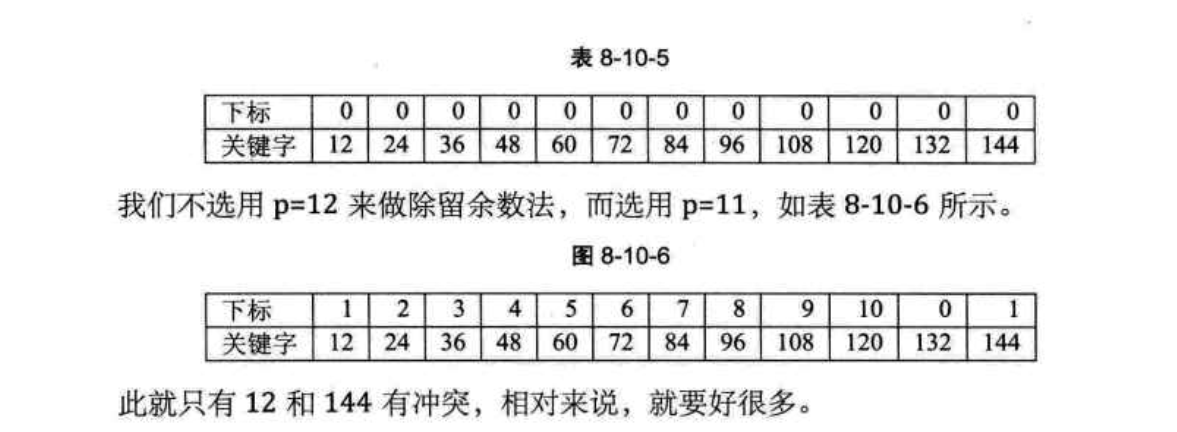 表 8-10-5
下标 0 0 0 0 0 0 0 0 0 0 0 0
关键字 12 24 36 48 60 72 84 96 108 120 132 144
我们不选用 p=12 来做除留余数法，而选用 p=11，如表 8-10-6 所示。
图 8-10-6
下标 1 2 3 4 5 6 7 8 9 10 0 1
关键字 12 24 36 48 60 72 84 96 108 120 132 144
此就只有 12 和 144 有冲突，相对来说，就要好很多。